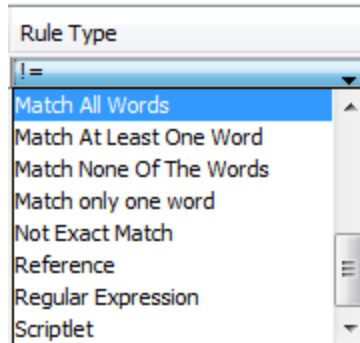 Rule Type
!=
Match All Words
Match At Least One Word
Match None Of The Words
Match only one word
Not Exact Match
Reference
Regular Expression
Scriptlet